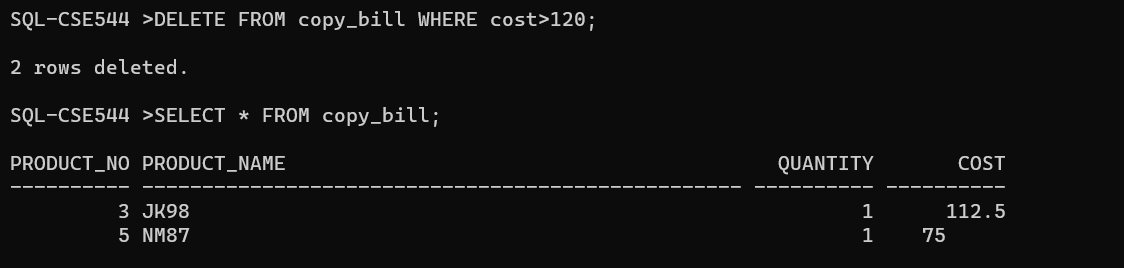 SQL-CSE544 >DELETE FROM copy_bill WHERE cost>120;
2 rows deleted.
SQL-CSE544 >SELECT * FROM copy_bill;
PRODUCT_NO PRODUCT_NAME QUANTITY COST
---------- -------------------------------------------------- ---------- ----------
3 JK98 1 112.5
5 NM87 1 75